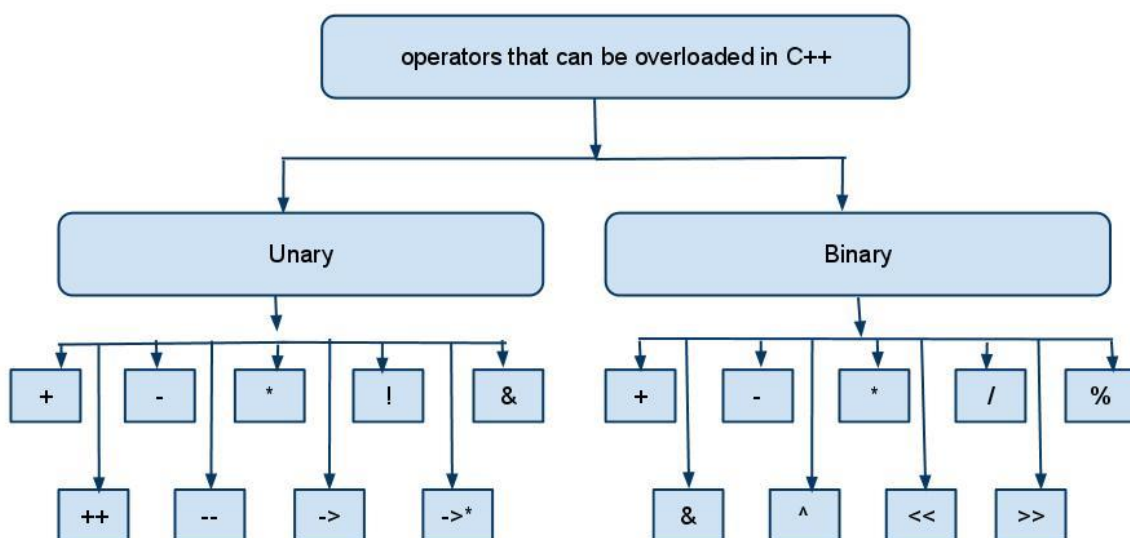 operators that can be overloaded in C++
Unary Binary
+ - * ! & + - * / %
++ -- -> ->* & ^ << >>